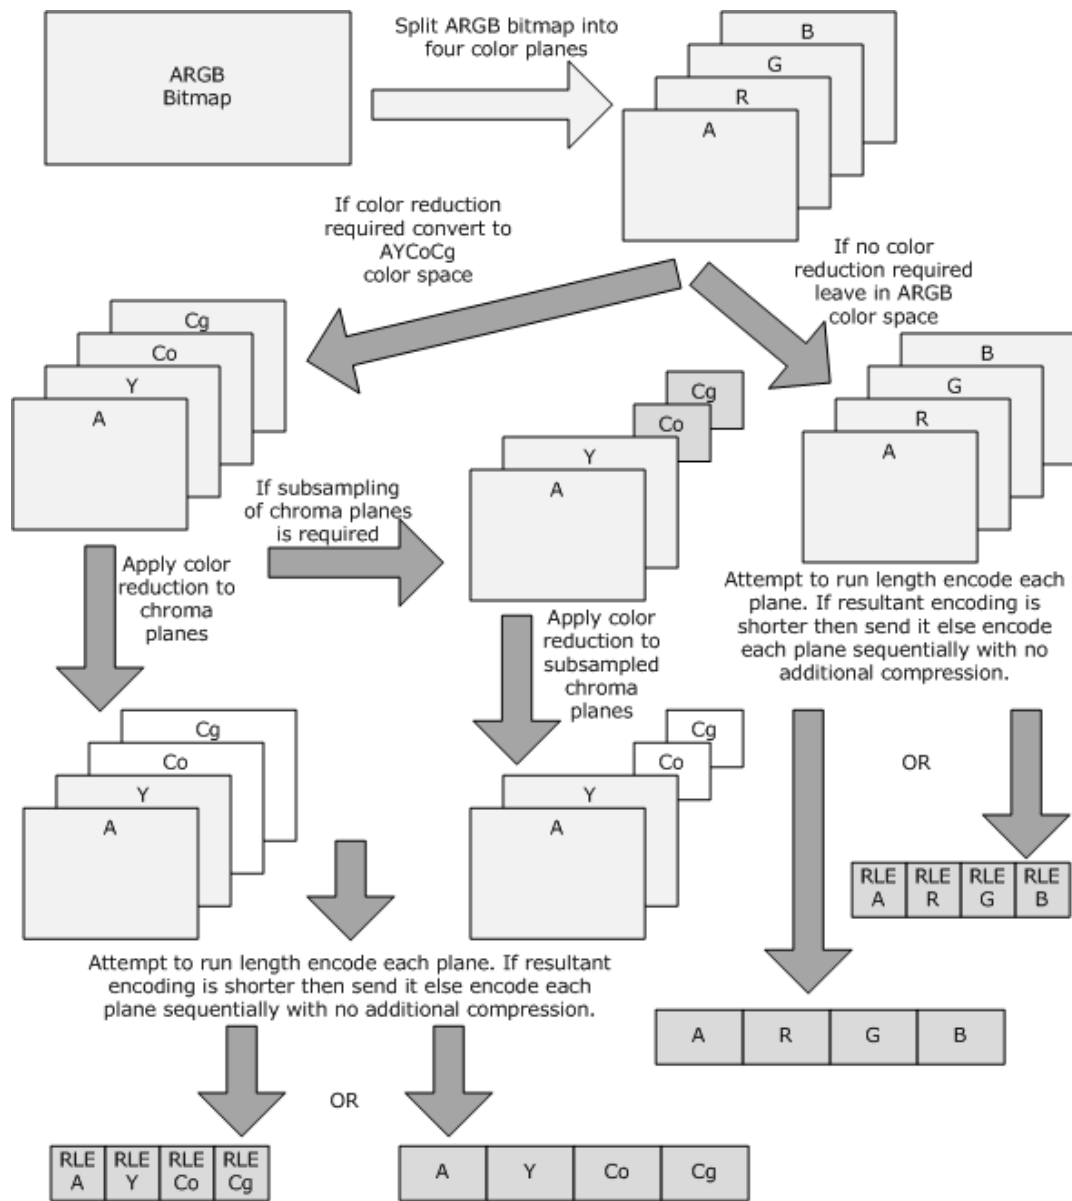 ARGB
Bitmap
Split ARGB bitmap into
four color planes
B
G
R
A
If color reduction
required convert to
AYCoCg
color space
If no color
reduction required
leave in ARGB
color space
Cg
Co
Y
A
Cg
Co
Y
A
B
G
R
A
If subsampling
of chroma planes
is required
Apply color
reduction to
chroma
planes
Apply color
reduction to
subsampled
chroma
planes
Attempt to run length encode each
plane. If resultant encoding is
shorter then send it else encode
each plane sequentially with no
additional compression.
Cg
Co
Y
A
Cg
Co
Y
A
OR
RLE RLE RLE RLE
A R G B
Attempt to run length encode each plane. If resultant
encoding is shorter then send it else encode each
plane sequentially with no additional compression.
A R G B
OR
RLE RLE RLE RLE
A Y Co Cg
A Y Co Cg